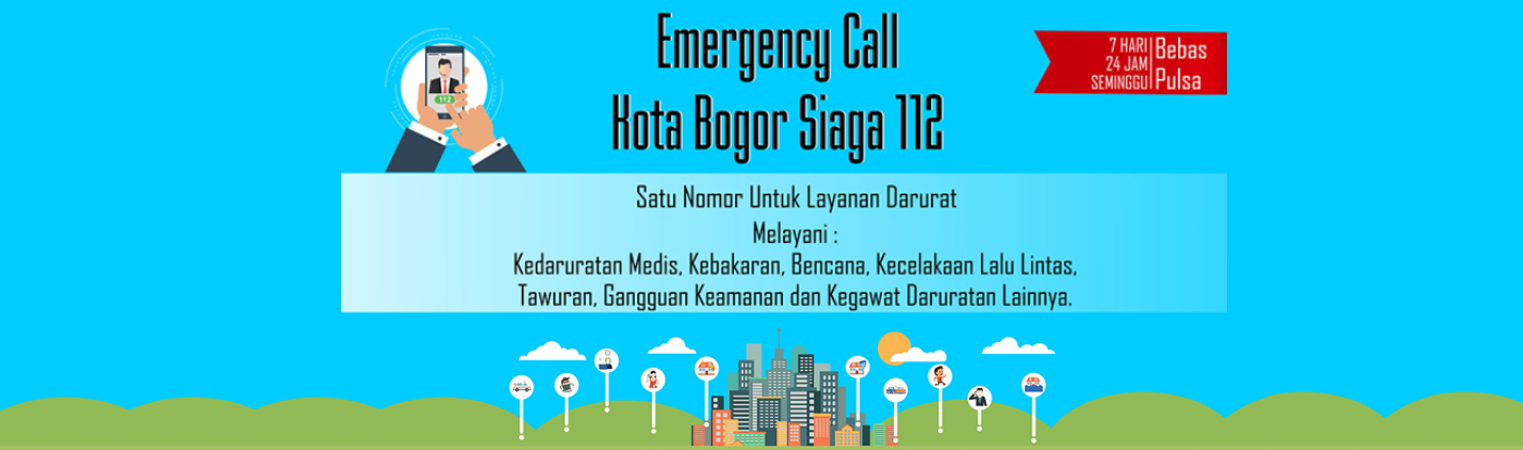 Emergency Call
Kota Bogor Siaga 112
7 HARI
24 JAM
SEMINGGU
Bebas
Pulsa
112
Satu Nomor Untuk Layanan Darurat
Melayani :
Kedaruratan Medis, Kebakaran, Bencana, Kecelakaan Lalu Lintas,
Tawuran, Gangguan Keamanan dan Kegawat Daruratan Lainnya.